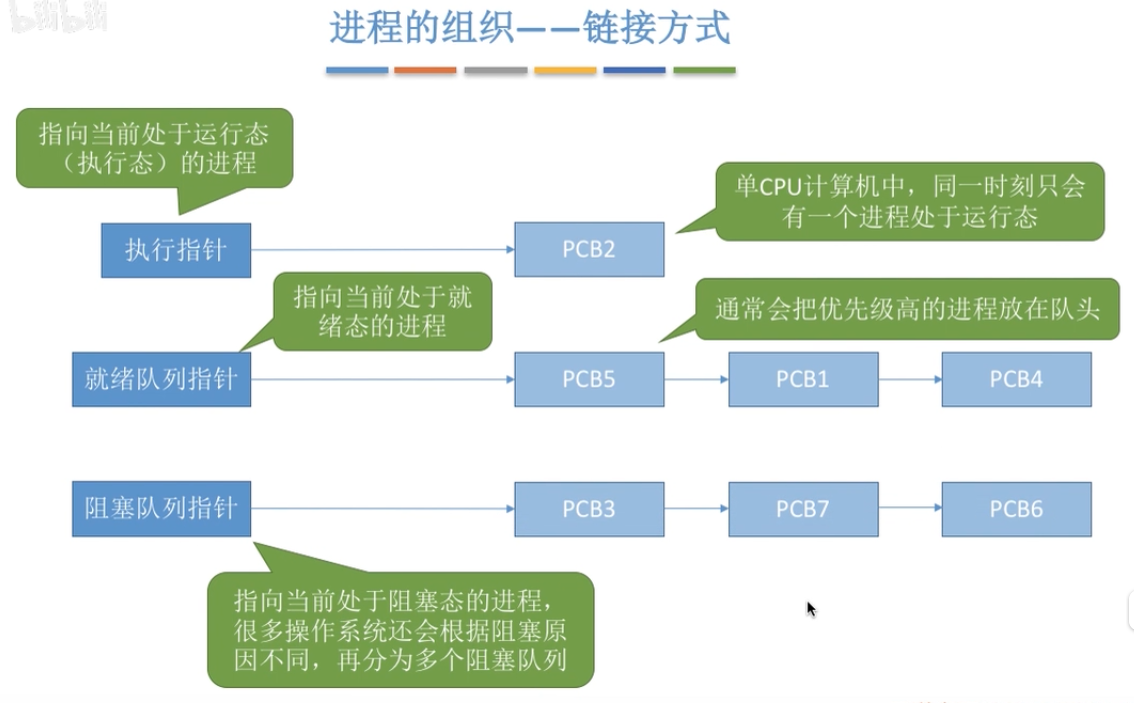 bilibili
进程的组织——链接方式
指向当前处于运行态
（执行态）的进程
单CPU计算机中，同一时刻只会
有一个进程处于运行态
执行指针
PCB2
指向当前处于就
绪态的进程
通常会把优先级高的进程放在队头
就绪队列指针
PCB5
PCB1
PCB4
阻塞队列指针
PCB3
PCB7
PCB6
指向当前处于阻塞态的进程，
很多操作系统还会根据阻塞原
因不同，再分为多个阻塞队列